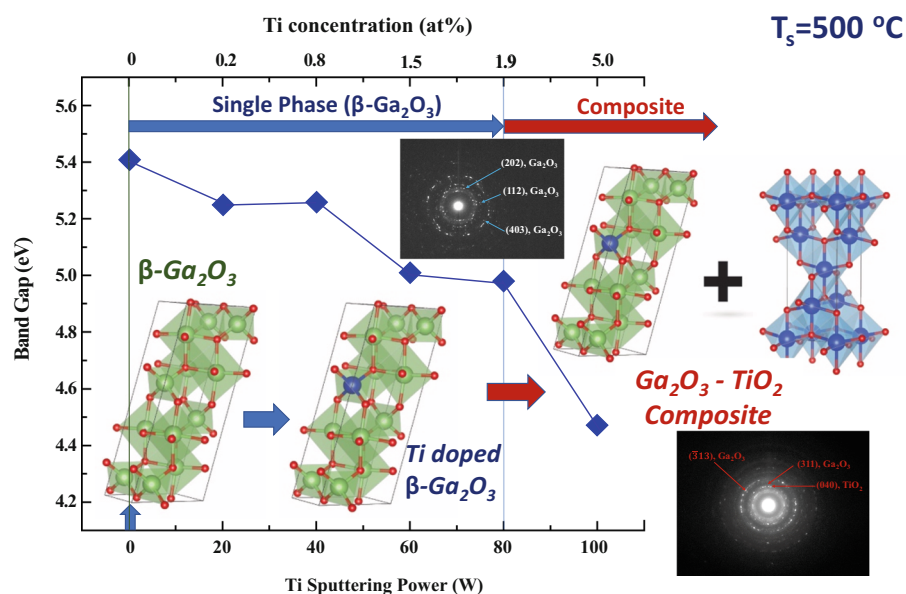 Ti concentration (at%)
T_s=500 °C
0 0.2 0.8 1.5 1.9 5.0
Single Phase (β-Ga₂O₃)
Composite
5.6
5.4
5.2
5.0
4.8
4.6
4.4
4.2
Band Gap (eV)
(202), Ga₂O₃
(112), Ga₂O₃
(403), Ga₂O₃
β-Ga₂O₃
+
Ti doped
β-Ga₂O₃
Ga₂O₃ - TiO₂
Composite
(3̅13), Ga₂O₃
(311), Ga₂O₃
(040), TiO₂
0 20 40 60 80 100
Ti Sputtering Power (W)